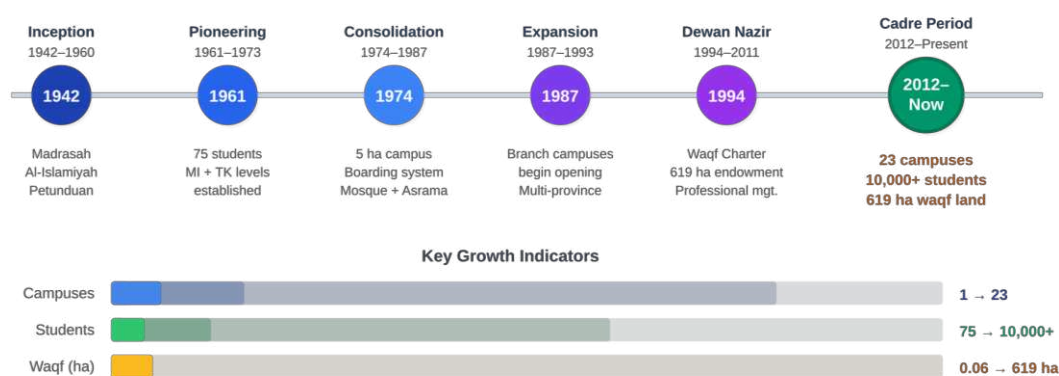 Inception
1942–1960
1942
Madrasah
Al-Islamiyah
Petunduan
Pioneering
1961–1973
1961
75 students
MI + TK levels
established
Consolidation
1974–1987
1974
5 ha campus
Boarding system
Mosque + Asrama
Expansion
1987–1993
1987
Branch campuses
begin opening
Multi-province
Dewan Nazir
1994–2011
1994
Waqf Charter
619 ha endowment
Professional mgt.
Cadre Period
2012–Present
2012–
Now
23 campuses
10,000+ students
619 ha waqf land
Key Growth Indicators
Campuses 1 → 23
Students 75 → 10,000+
Waqf (ha) 0.06 → 619 ha